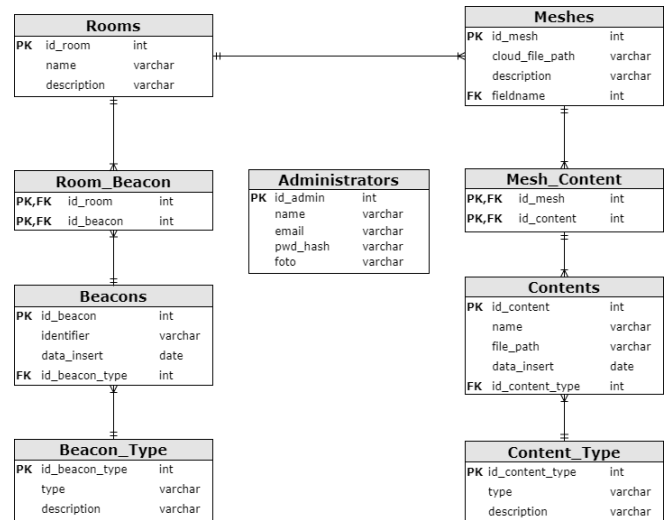 Rooms
PK id_room int
name varchar
description varchar
Meshes
PK id_mesh int
cloud_file_path varchar
description varchar
FK fieldname int
Room_Beacon
PK,FK id_room int
PK,FK id_beacon int
Administrators
PK id_admin int
name varchar
email varchar
pwd_hash varchar
foto varchar
Mesh_Content
PK,FK id_mesh int
PK,FK id_content int
Beacons
PK id_beacon int
identifier varchar
data_insert date
FK id_beacon_type int
Contents
PK id_content int
name varchar
file_path varchar
data_insert date
FK id_content_type int
Beacon_Type
PK id_beacon_type int
type varchar
description varchar
Content_Type
PK id_content_type int
type varchar
description varchar